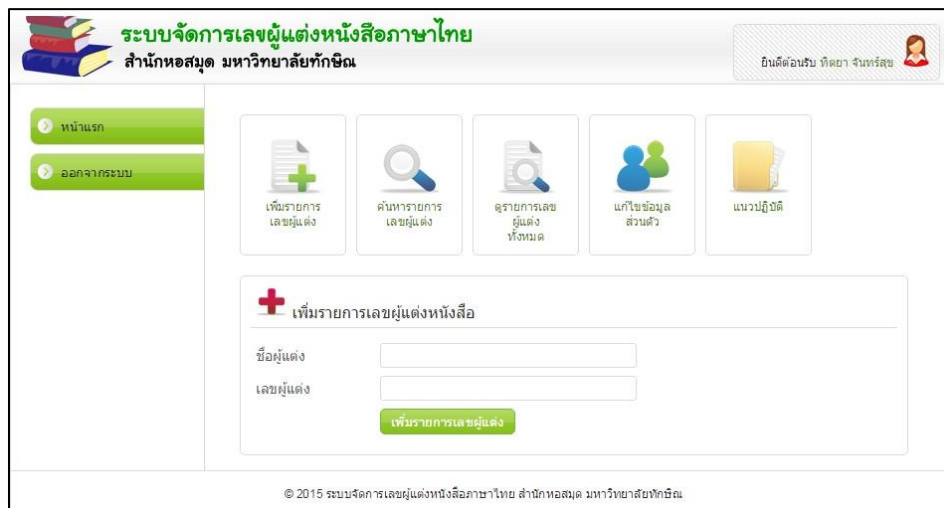 ระบบจัดการเลขผู้แต่งหนังสือภาษาไทย
สำนักหอสมุด มหาวิทยาลัยทักษิณ
ยินดีต้อนรับ ทิตยา จันทร์สุข
หน้าแรก
ออกจากระบบ
เพิ่มรายการ
เลขผู้แต่ง
ค้นหารายการ
เลขผู้แต่ง
ดูรายการเลข
ผู้แต่ง
ทั้งหมด
แก้ไขข้อมูล
ส่วนตัว
แนวปฏิบัติ
เพิ่มรายการเลขผู้แต่งหนังสือ
ชื่อผู้แต่ง
เลขผู้แต่ง
เพิ่มรายการเลขผู้แต่ง
© 2015 ระบบจัดการเลขผู้แต่งหนังสือภาษาไทย สำนักหอสมุด มหาวิทยาลัยทักษิณ